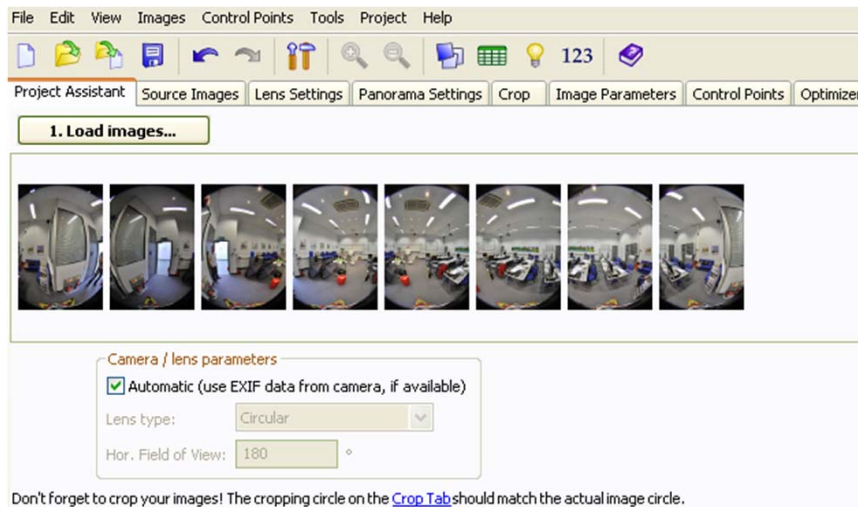 File Edit View Images Control Points Tools Project Help
123
Project Assistant Source Images Lens Settings Panorama Settings Crop Image Parameters Control Points Optimizer
1. Load images...
Camera / lens parameters
Automatic (use EXIF data from camera, if available)
Lens type: Circular
Hor. Field of View: 180 °
Don't forget to crop your images! The cropping circle on the Crop Tab should match the actual image circle.